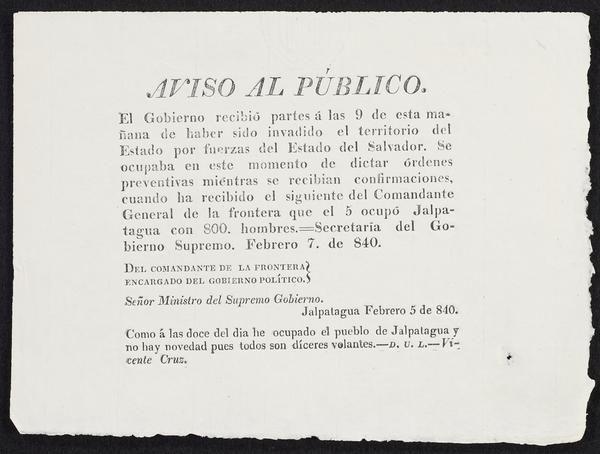 AVISO AL PÚBLICO.
El Gobierno recibió partes á las 9 de esta ma-
ñana de haber sido invadido el territorio del
Estado por fuerzas del Estado del Salvador. Se
ocupaba en este momento de dictar órdenes
preventivas miéntras se recibian confirmaciones,
cuando ha recibido el siguiente del Comandante
General de la frontera que el 5 ocupó Jalpa-
tagua con 800. hombres.=Secretaría del Go-
bierno Supremo. Febrero 7. de 840.
DEL COMANDANTE DE LA FRONTERA}
ENCARGADO DEL GOBIERNO POLÍTICO.}
Señor Ministro del Supremo Gobierno.
Jalpatagua Febrero 5 de 840.
Como á las doce del dia he ocupado el pueblo de Jalpatagua y
no hay novedad pues todos son díceres volantes.—D. U. L.—Vi-
cente Cruz.